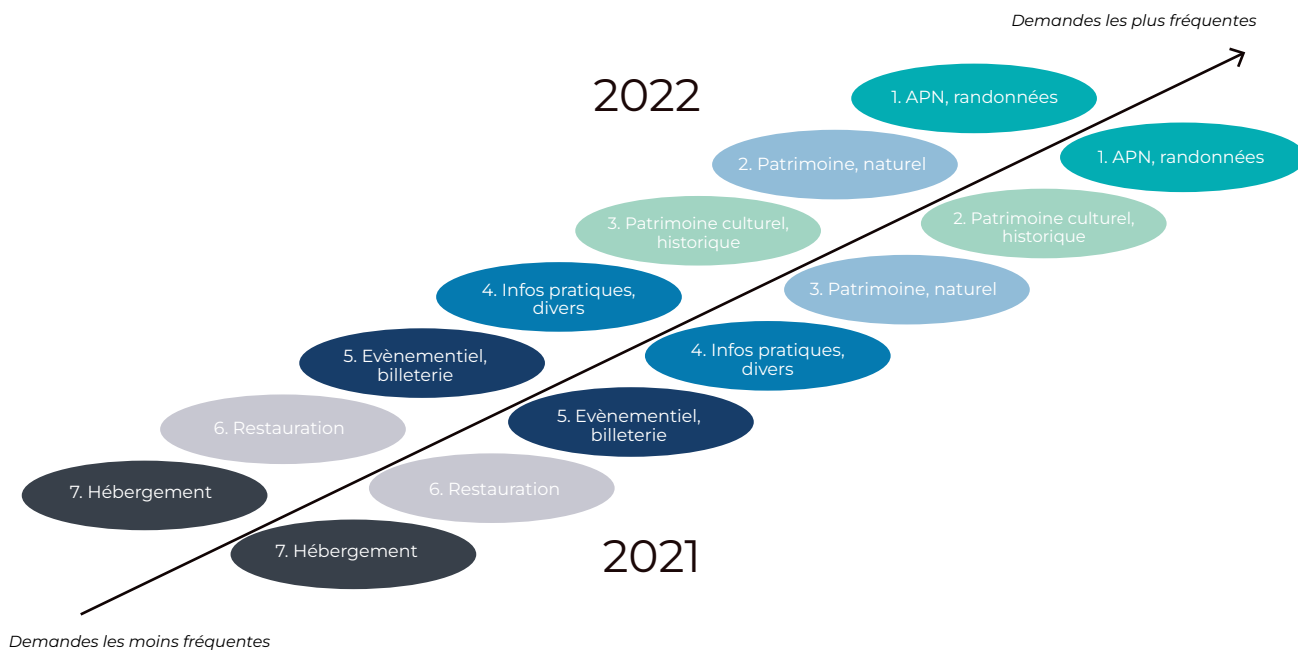 Demandes les plus fréquentes
2022
1. APN, randonnées
2. Patrimoine, naturel
3. Patrimoine culturel,
historique
4. Infos pratiques,
divers
5. Evènementiel,
billeterie
6. Restauration
7. Hébergement
1. APN, randonnées
2. Patrimoine culturel,
historique
3. Patrimoine, naturel
4. Infos pratiques,
divers
5. Evènementiel,
billeterie
6. Restauration
7. Hébergement
2021
Demandes les moins fréquentes